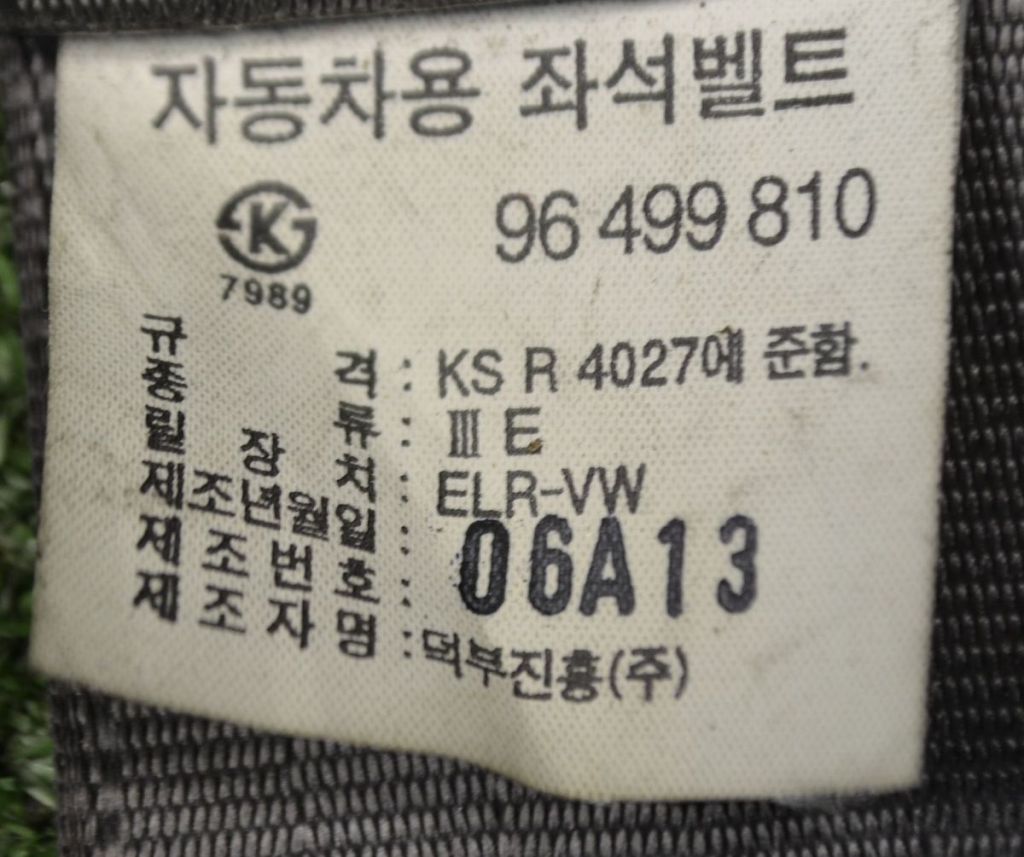 자동차용 좌석벨트
K
96 499 810
7989
규 격 : KS R 4027에 준함.
종 류 : Ⅲ E
밀 장 치 : ELR-VW
제 조 년 월 일 :
제 조 번 호 : 06A13
제 조 자 명 : 덕부진흥(주)